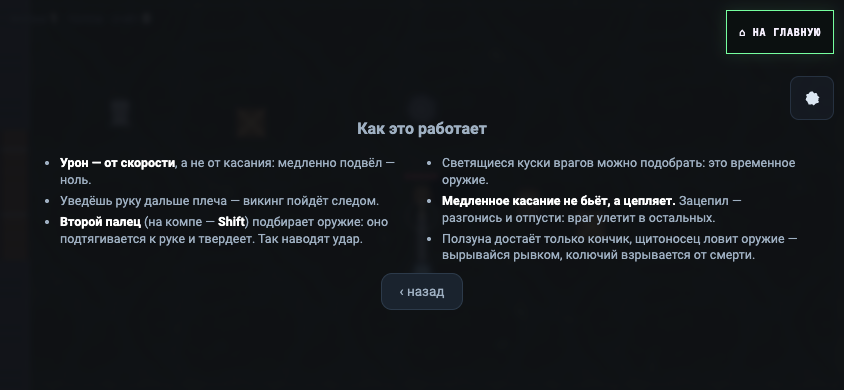 ⌂ НА ГЛАВНУЮ
Как это работает
• Урон — от скорости, а не от касания: медленно подвёл —
ноль.
• Уведёшь руку дальше плеча — викинг пойдёт следом.
• Второй палец (на компе — Shift) подбирает оружие: оно
подтягивается к руке и твердеет. Так наводят удар.
• Светящиеся куски врагов можно подобрать: это временное
оружие.
• Медленное касание не бьёт, а цепляет. Зацепил —
разгонись и отпусти: враг улетит в остальных.
• Ползуна достаёт только кончик, щитоносец ловит оружие —
вырывайся рывком, колючий взрывается от смерти.
‹ назад